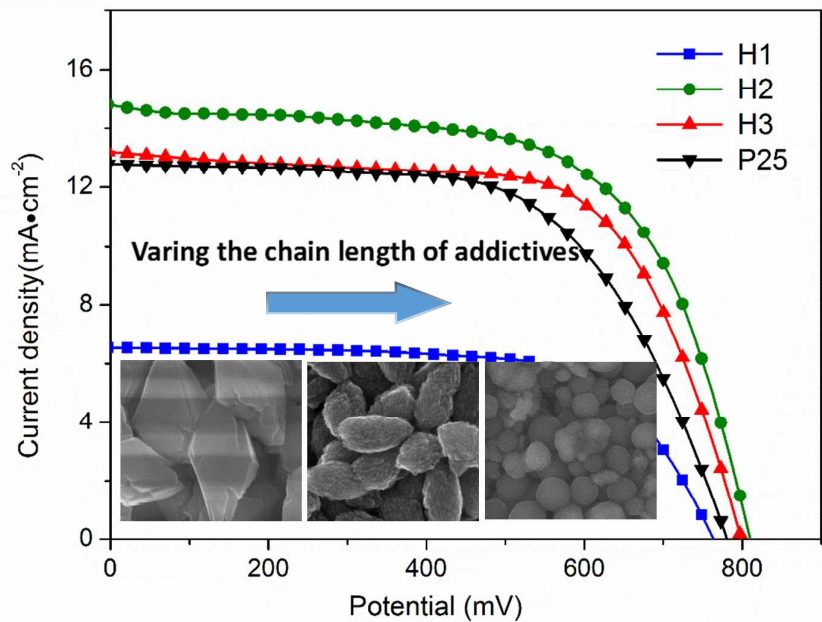 H1
H2
H3
P25
16
12
8
4
0
Current density(mA•cm-2)
Varing the chain length of addictives
0
200
400
600
800
Potential (mV)